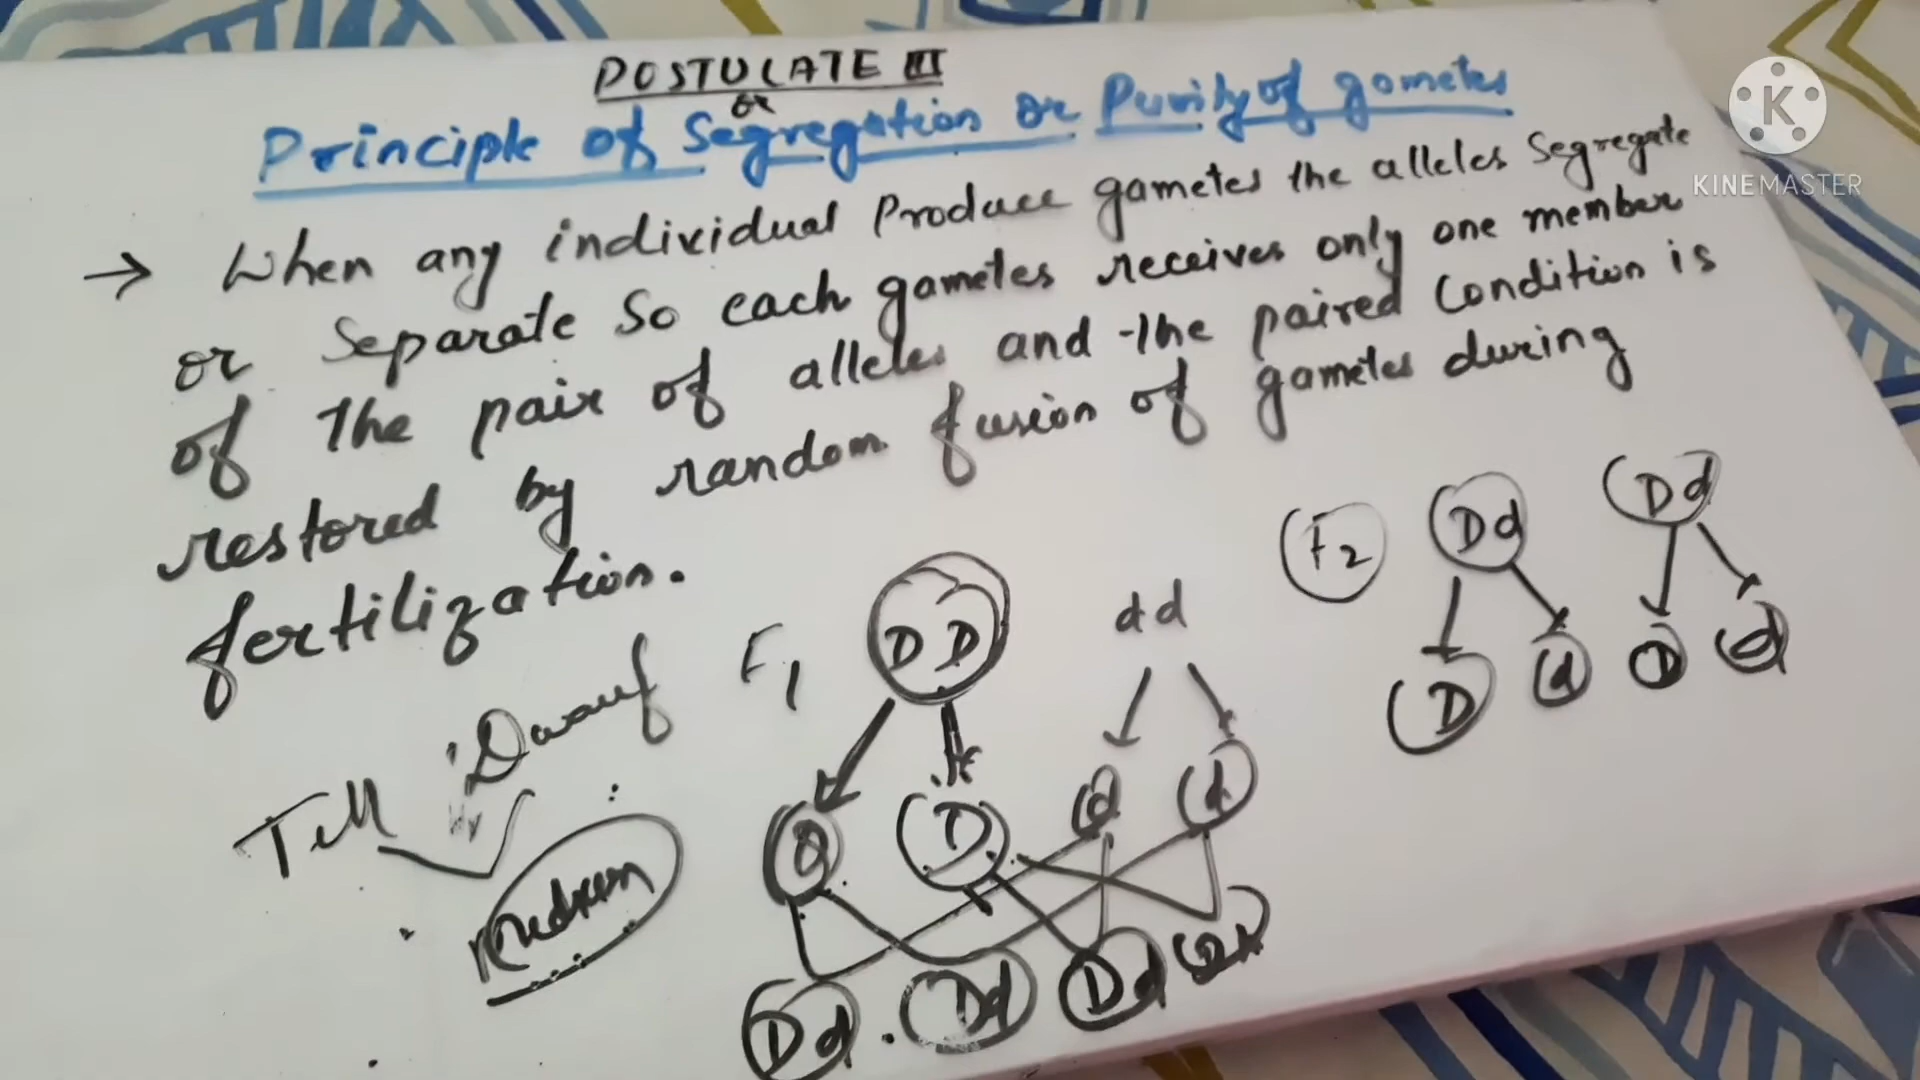 POSTULATE III
or
Principle of Segregation or Purity of gametes
→ When any individual Produce gametes the alleles Segregate
or Separate So each gametes receives only one member
of The pair of alleles and the paired Condition is
restored by random fusion of gametes during
fertilization.
F2 Dd Dd
D d D d
F1 DD dd
D D d d
Dd Dd Dd
Tall Dwarf
K
KINEMASTER